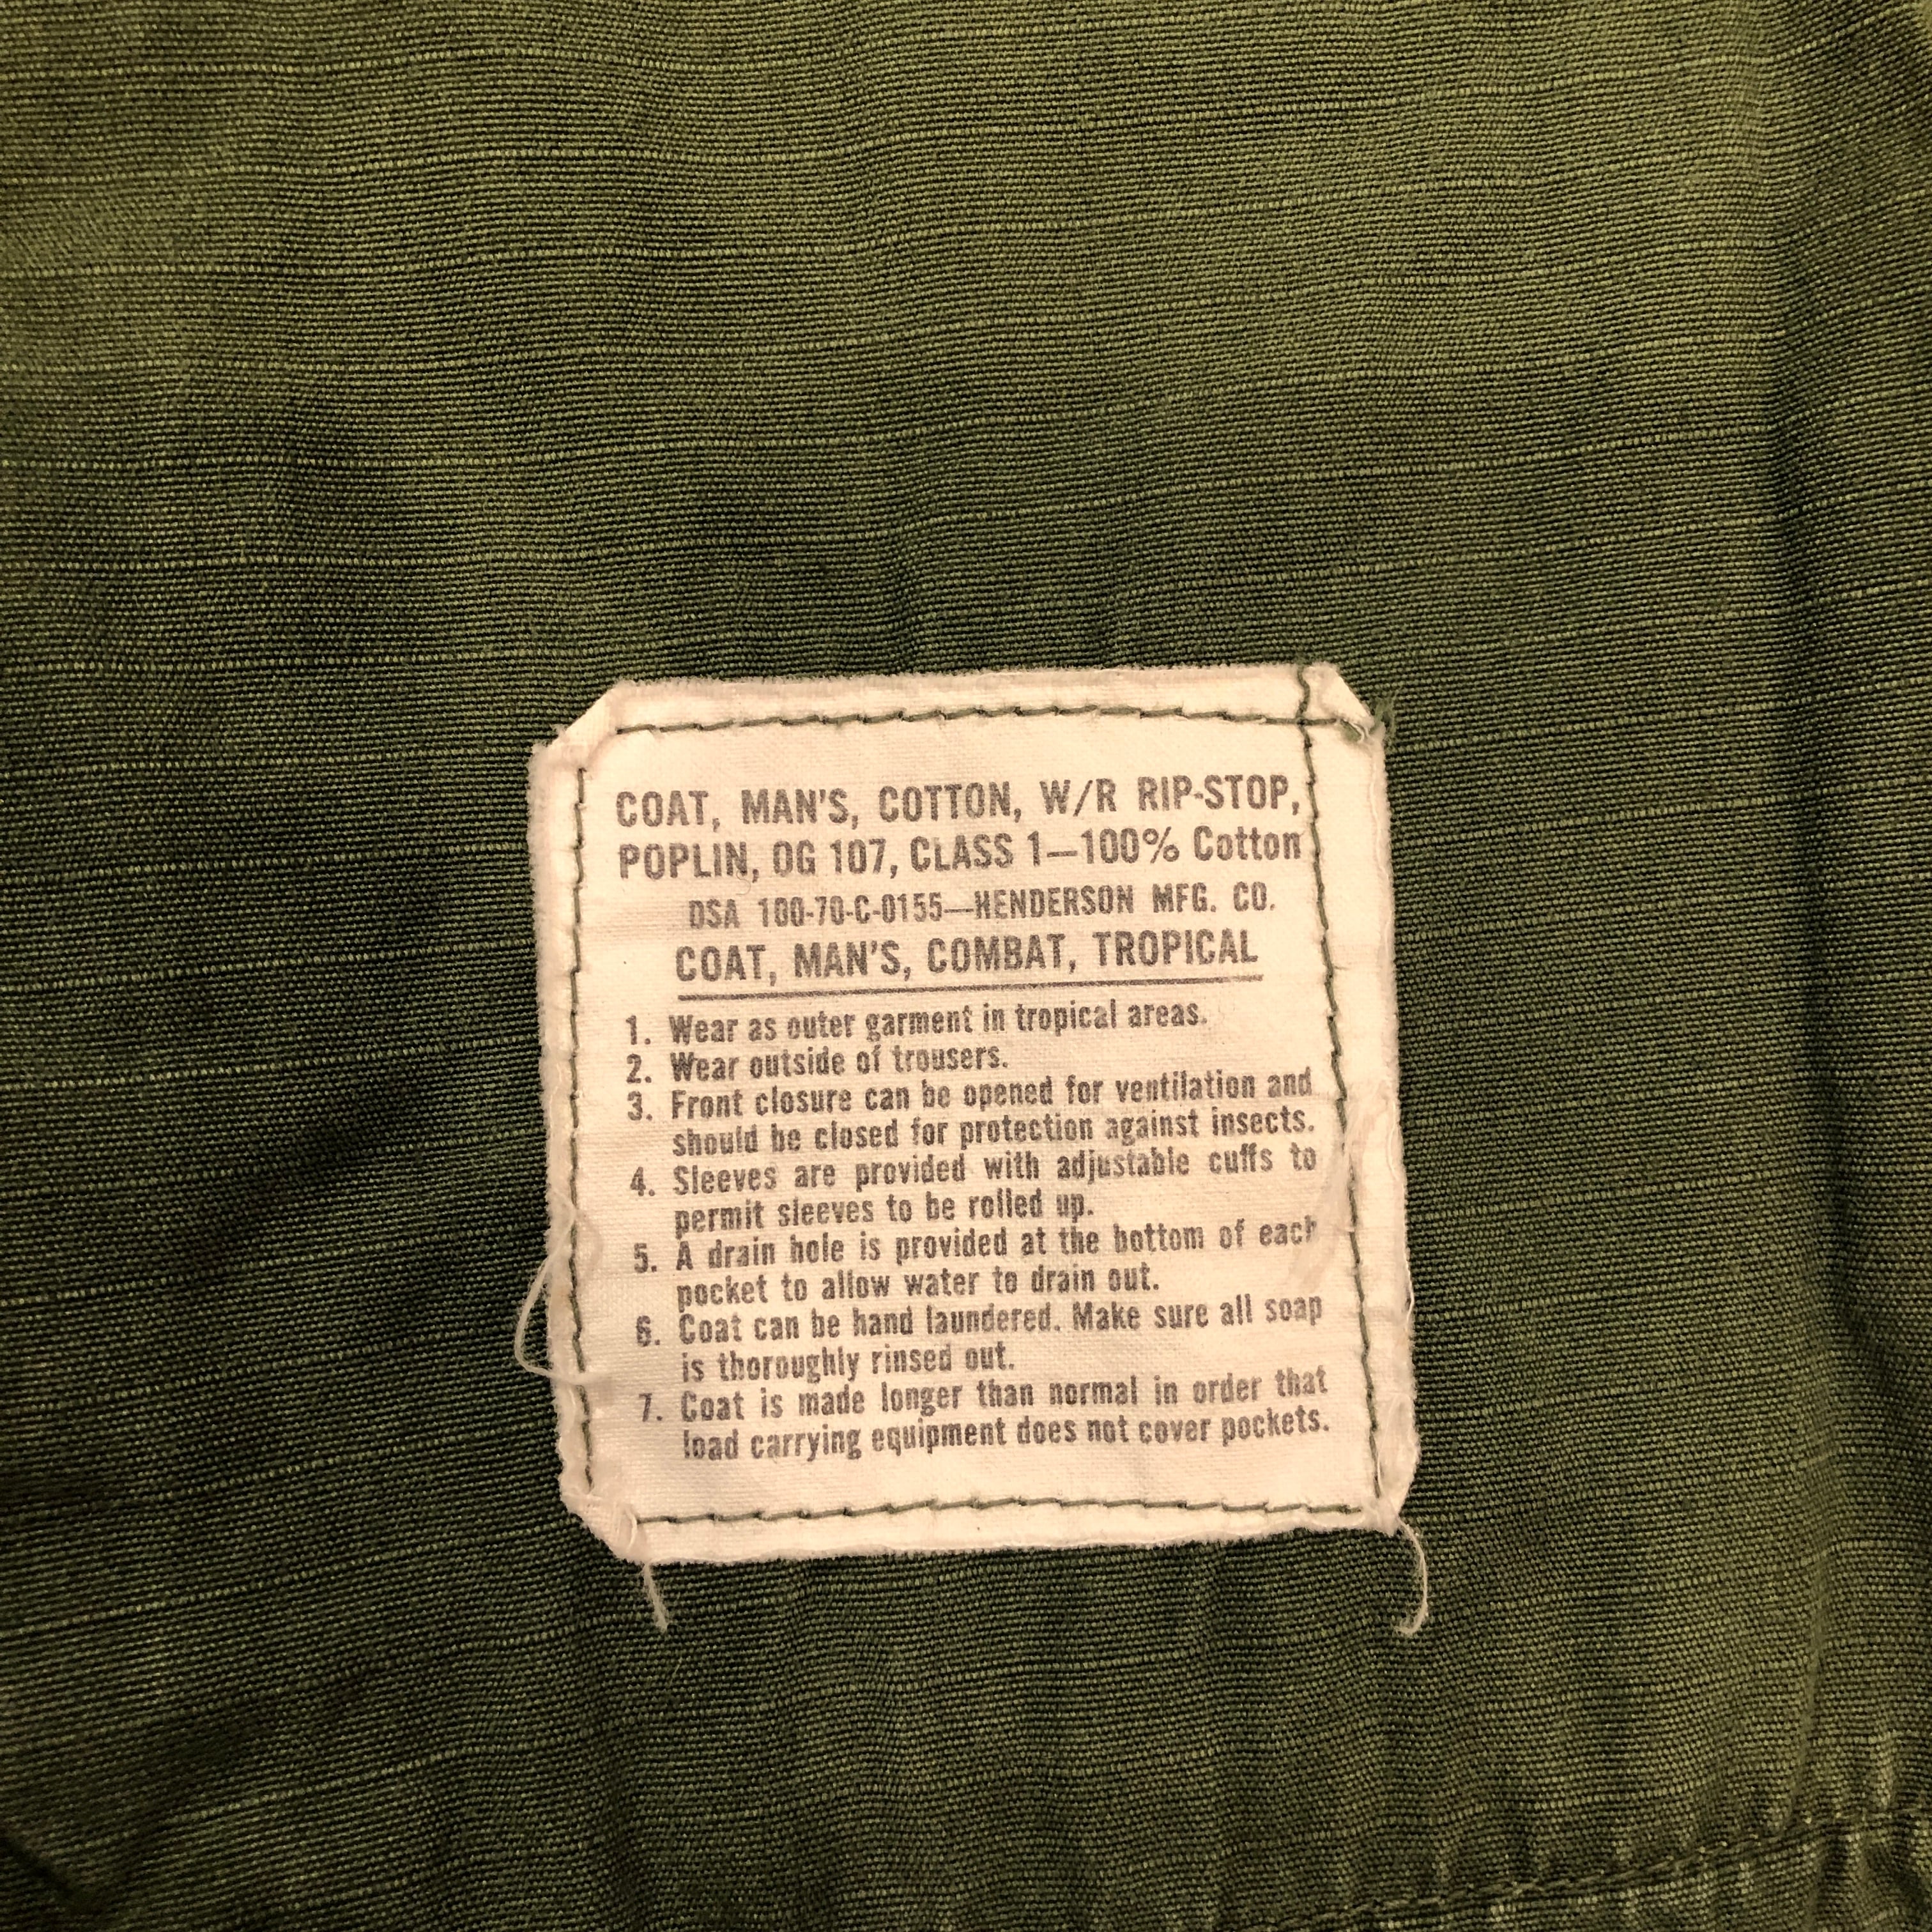 COAT, MAN'S, COTTON, W/R RIP-STOP,
POPLIN, OG 107, CLASS 1—100% Cotton
DSA 100-70-C-0155—HENDERSON MFG. CO.
COAT, MAN'S, COMBAT, TROPICAL
1. Wear as outer garment in tropical areas.
2. Wear outside of trousers.
3. Front closure can be opened for ventilation and
should be closed for protection against insects.
4. Sleeves are provided with adjustable cuffs to
permit sleeves to be rolled up.
5. A drain hole is provided at the bottom of each
pocket to allow water to drain out.
6. Coat can be hand laundered. Make sure all soap
is thoroughly rinsed out.
7. Coat is made longer than normal in order that
load carrying equipment does not cover pockets.